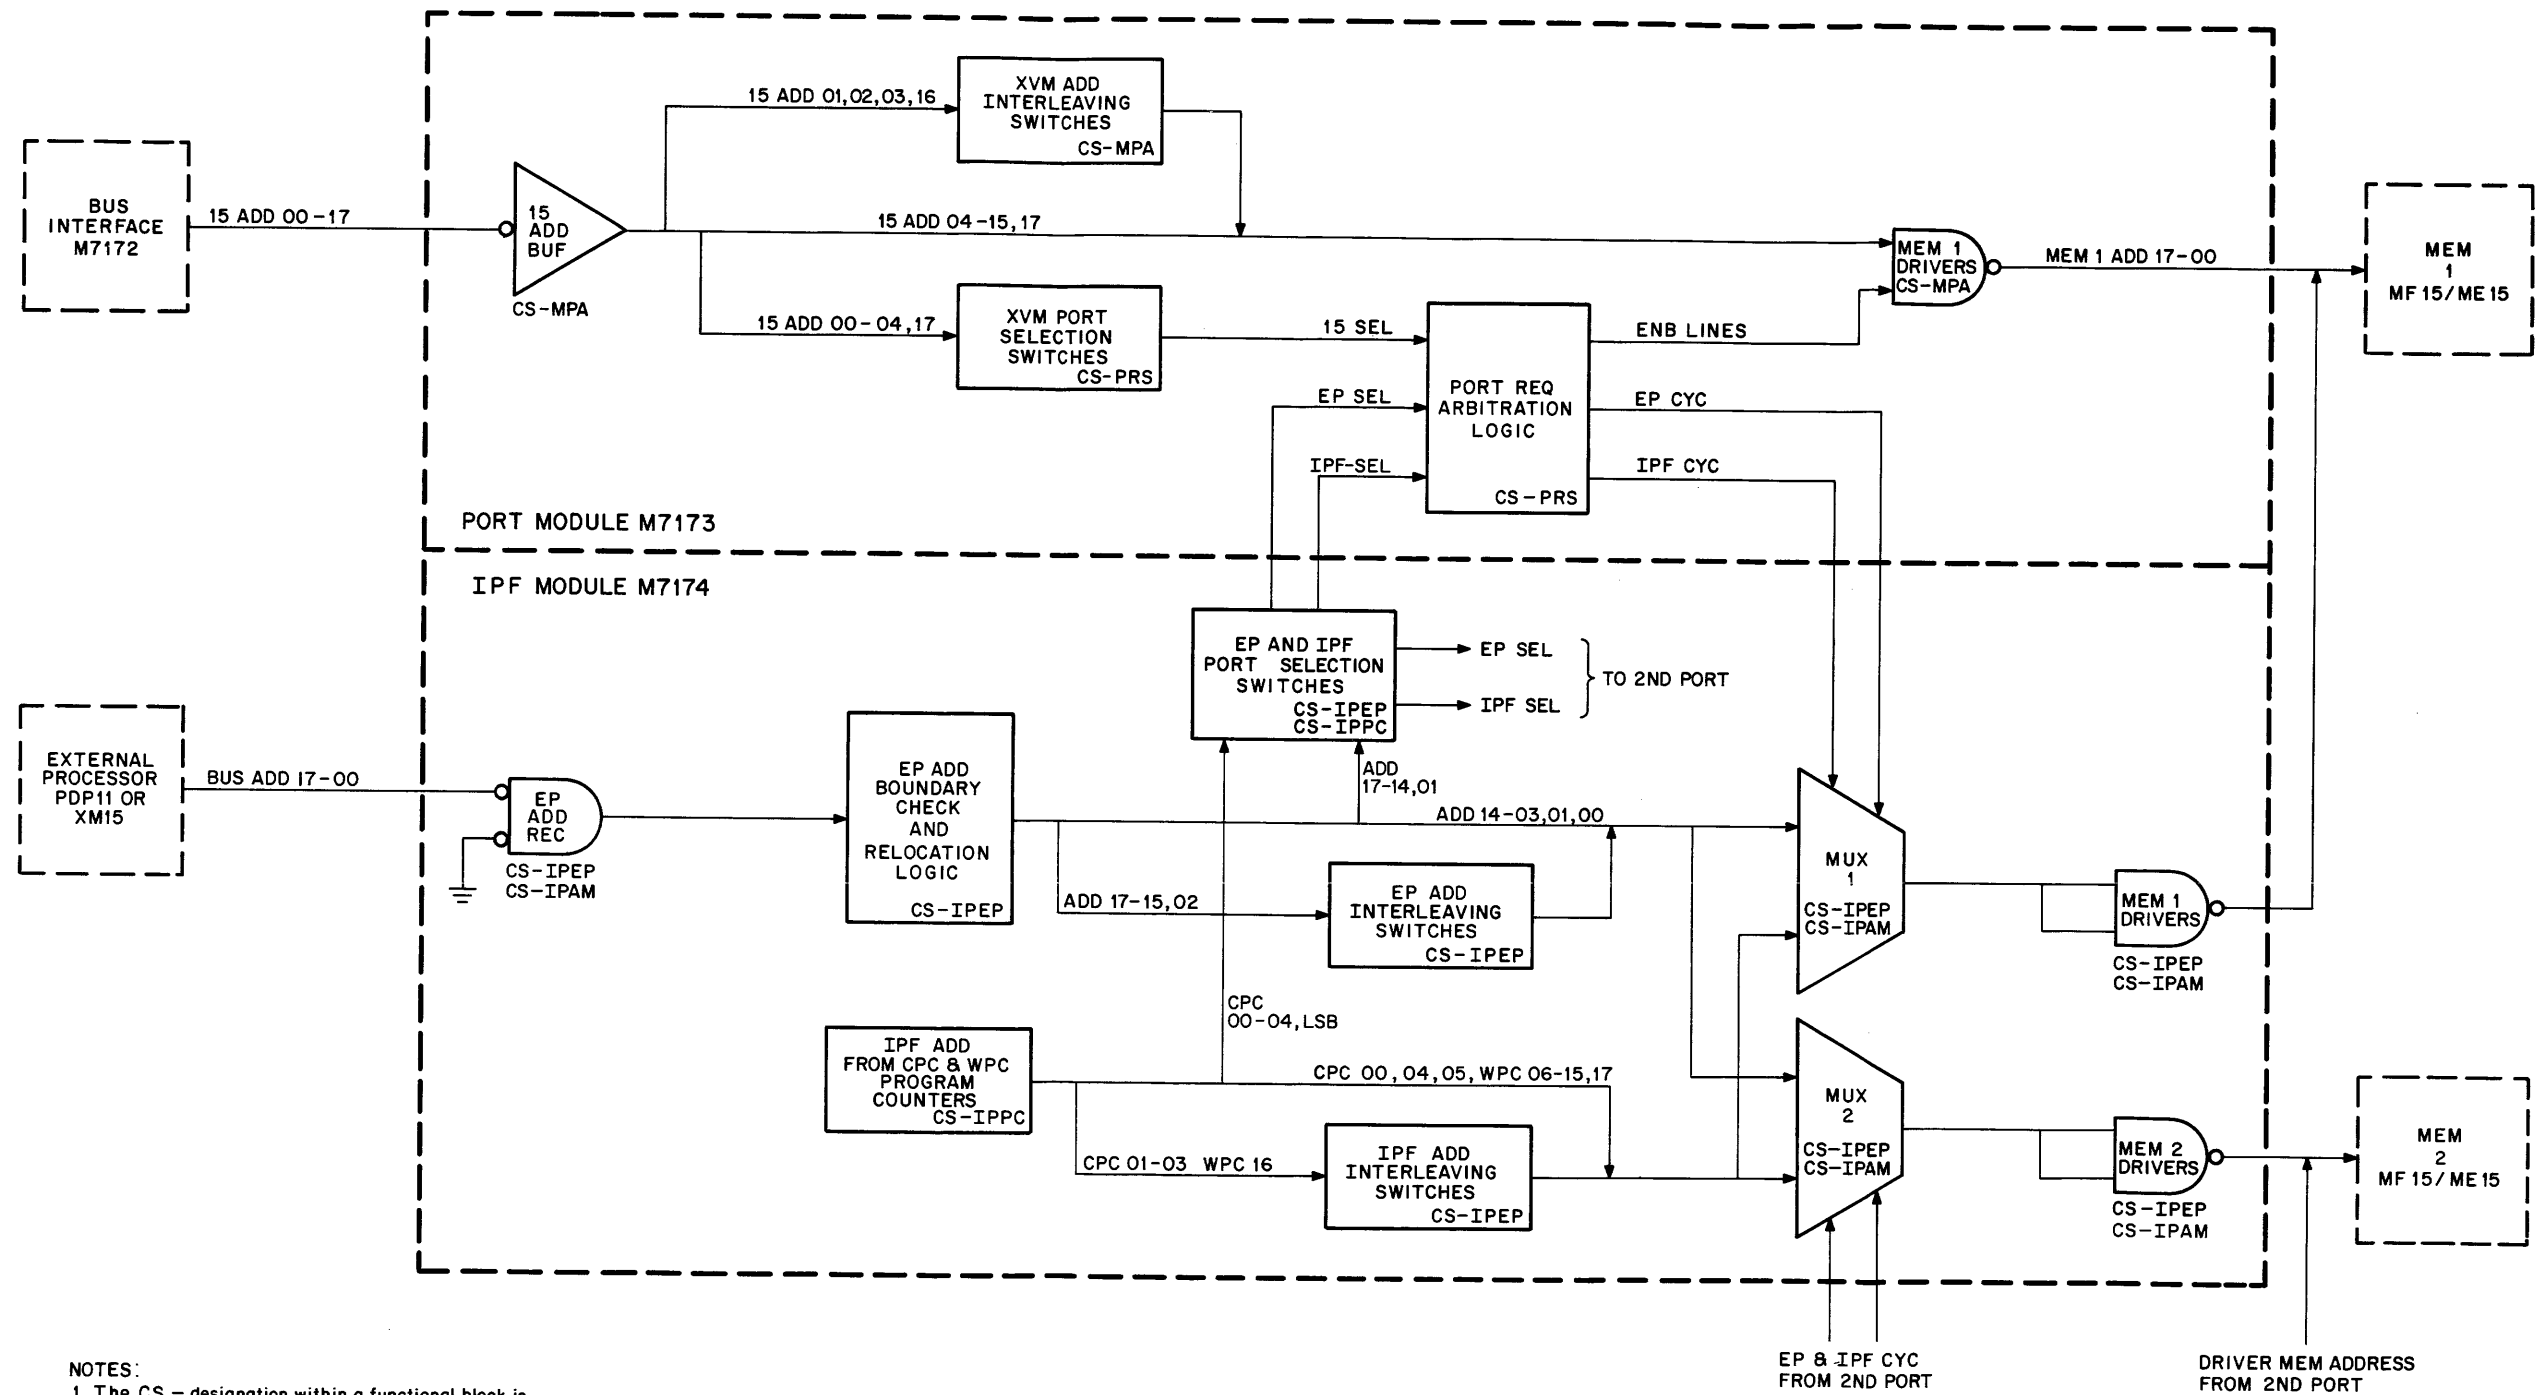 XVM ADD
INTERLEAVING
SWITCHES
CS-MPA
15 ADD 01,02,03,16
BUS
INTERFACE
M7172
15 ADD 00-17
15
ADD
BUF
CS-MPA
15 ADD 04-15,17
15 ADD 00-04,17
XVM PORT
SELECTION
SWITCHES
CS-PRS
15 SEL
EP SEL
IPF-SEL
PORT REQ
ARBITRATION
LOGIC
CS-PRS
ENB LINES
EP CYC
IPF CYC
MEM 1
DRIVERS
CS-MPA
MEM 1 ADD 17-00
MEM
1
MF15/ME15
PORT MODULE M7173
IPF MODULE M7174
EP AND IPF
PORT SELECTION
SWITCHES
CS-IPEP
CS-IPPC
EP SEL
IPF SEL
TO 2ND PORT
EXTERNAL
PROCESSOR
PDP11 OR
XM15
BUS ADD 17-00
EP
ADD
REC
CS-IPEP
CS-IPAM
EP ADD
BOUNDARY
CHECK
AND
RELOCATION
LOGIC
CS-IPEP
ADD
17-14,01
ADD 14-03,01,00
ADD 17-15,02
EP ADD
INTERLEAVING
SWITCHES
CS-IPEP
MUX
1
CS-IPEP
CS-IPAM
MEM 1
DRIVERS
CS-IPEP
CS-IPAM
CPC
00-04,LSB
IPF ADD
FROM CPC & WPC
PROGRAM
COUNTERS
CS-IPPC
CPC 00,04,05,WPC 06-15,17
CPC 01-03 WPC 16
IPF ADD
INTERLEAVING
SWITCHES
CS-IPEP
MUX
2
CS-IPEP
CS-IPAM
MEM 2
DRIVERS
CS-IPEP
CS-IPAM
MEM
2
MF15/ME15
EP & IPF CYC
FROM 2ND PORT
DRIVER MEM ADDRESS
FROM 2ND PORT
NOTES:
1. The CS - designation within a functional block is